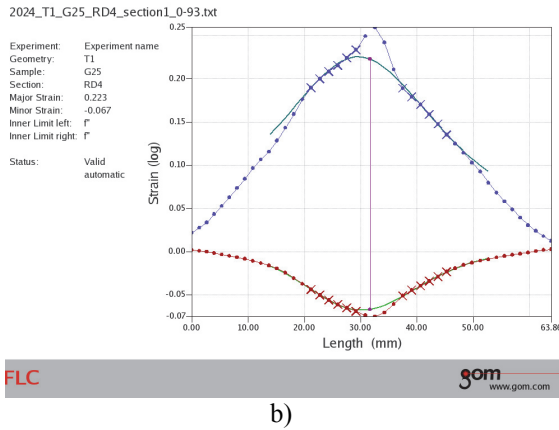 2024_T1_G25_RD4_section1_0-93.txt
Experiment: Experiment name
Geometry: T1
Sample: G25
Section: RD4
Major Strain: 0.223
Minor Strain: -0.067
Inner Limit left: f"
Inner Limit right: f"
Status: Valid
automatic
Strain (log)
0.25
0.20
0.15
0.10
0.05
0.00
-0.05
-0.07
0.00 10.00 20.00 30.00 40.00 50.00 63.80
Length (mm)
FLC
gom
www.gom.com
b)